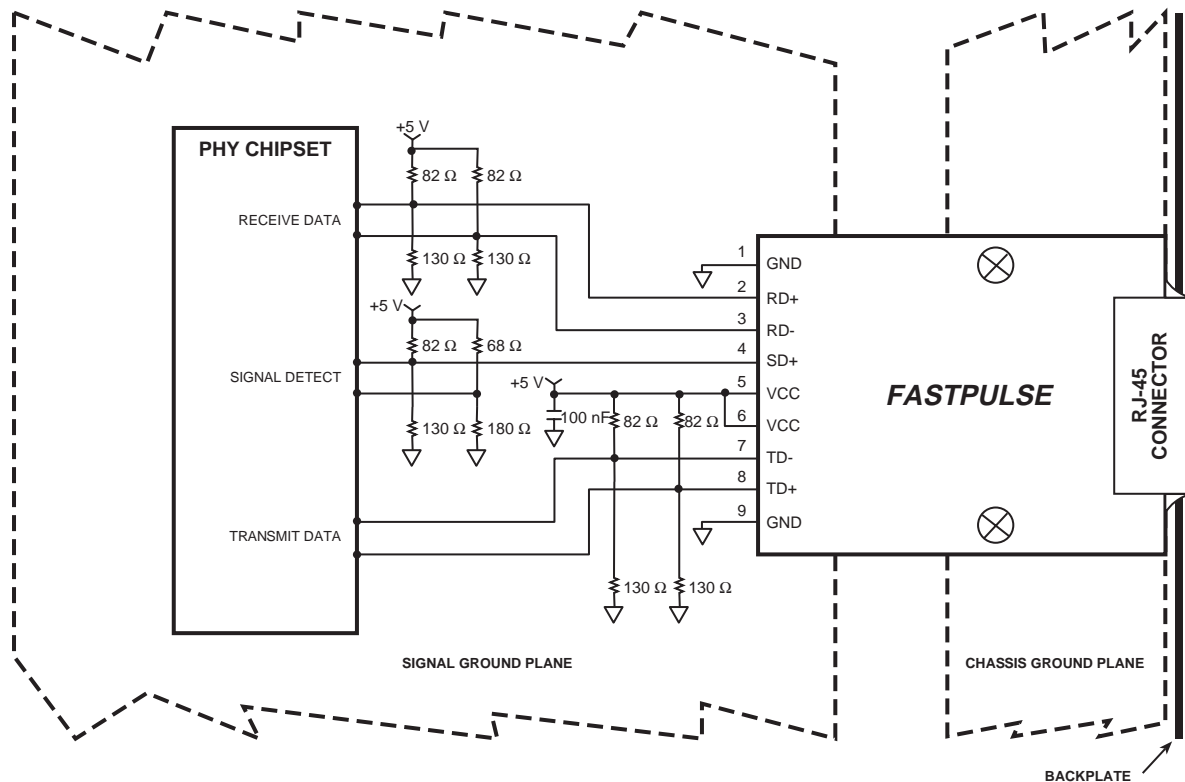 +5 V
PHY CHIPSET
82 Ω
82 Ω
RECEIVE DATA
130 Ω
130 Ω
+5 V
82 Ω
68 Ω
SIGNAL DETECT
130 Ω
180 Ω
+5 V
100 nF
82 Ω
82 Ω
TRANSMIT DATA
130 Ω
130 Ω
1
GND
2
RD+
3
RD-
4
SD+
5
VCC
6
VCC
7
TD-
8
TD+
9
GND
FASTPULSE
RJ-45
CONNECTOR
SIGNAL GROUND PLANE
CHASSIS GROUND PLANE
BACKPLATE